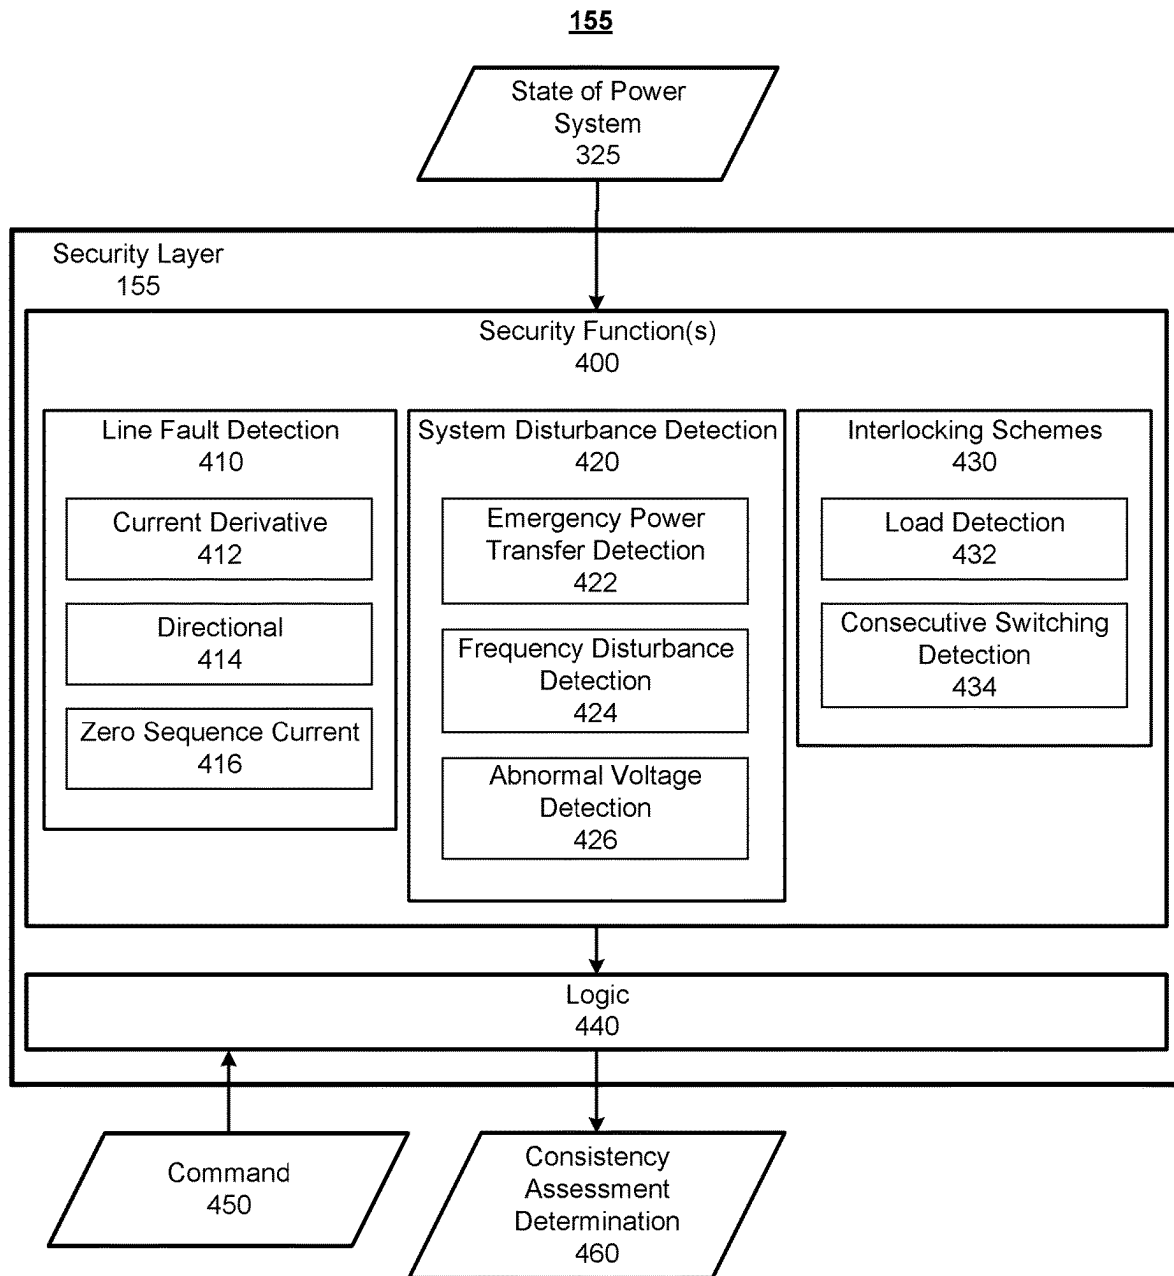 155
State of Power
System
325
Security Layer
155
Security Function(s)
400
Line Fault Detection
410
Current Derivative
412
Directional
414
Zero Sequence Current
416
System Disturbance Detection
420
Emergency Power
Transfer Detection
422
Frequency Disturbance
Detection
424
Abnormal Voltage
Detection
426
Interlocking Schemes
430
Load Detection
432
Consecutive Switching
Detection
434
Logic
440
Command
450
Consistency
Assessment
Determination
460